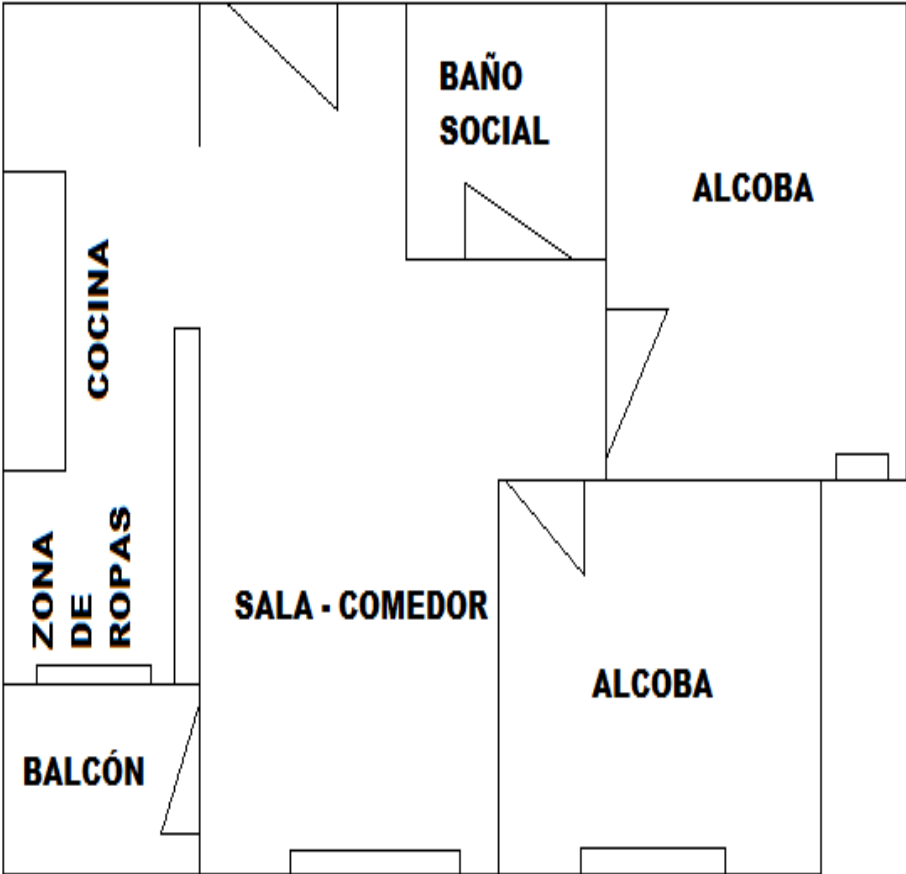 BAÑO
SOCIAL
ALCOBA
COCINA
ZONA
DE
ROPAS
SALA - COMEDOR
ALCOBA
BALCÓN